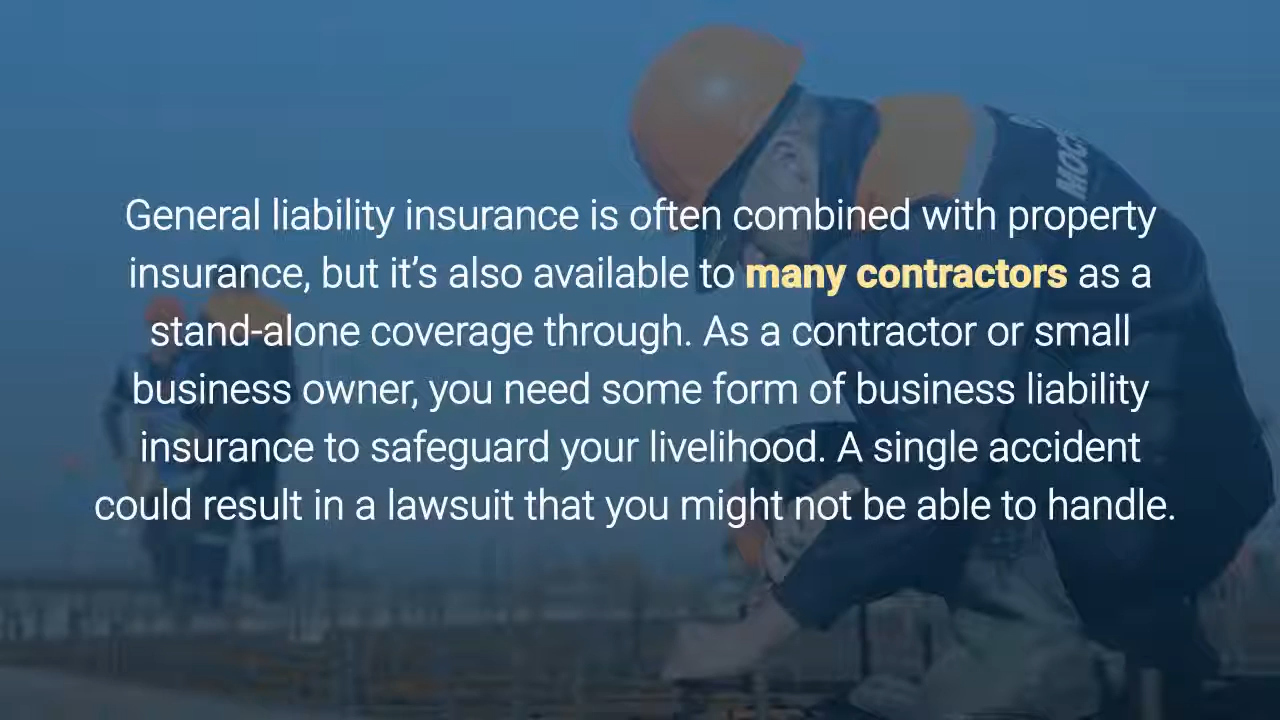 General liability insurance is often combined with property
insurance, but it’s also available to many contractors as a
stand-alone coverage through. As a contractor or small
business owner, you need some form of business liability
insurance to safeguard your livelihood. A single accident
could result in a lawsuit that you might not be able to handle.